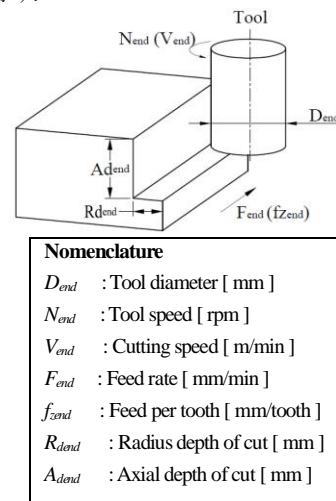 Tool
Nend (Vend)
Dend
Adend
Rdend
Fend (fzend)
Nomenclature
Dend : Tool diameter [ mm ]
Nend : Tool speed [ rpm ]
Vend : Cutting speed [ m/min ]
Fend : Feed rate [ mm/min ]
fzend : Feed per tooth [ mm/tooth ]
Rdend : Radius depth of cut [ mm ]
Adend : Axial depth of cut [ mm ]